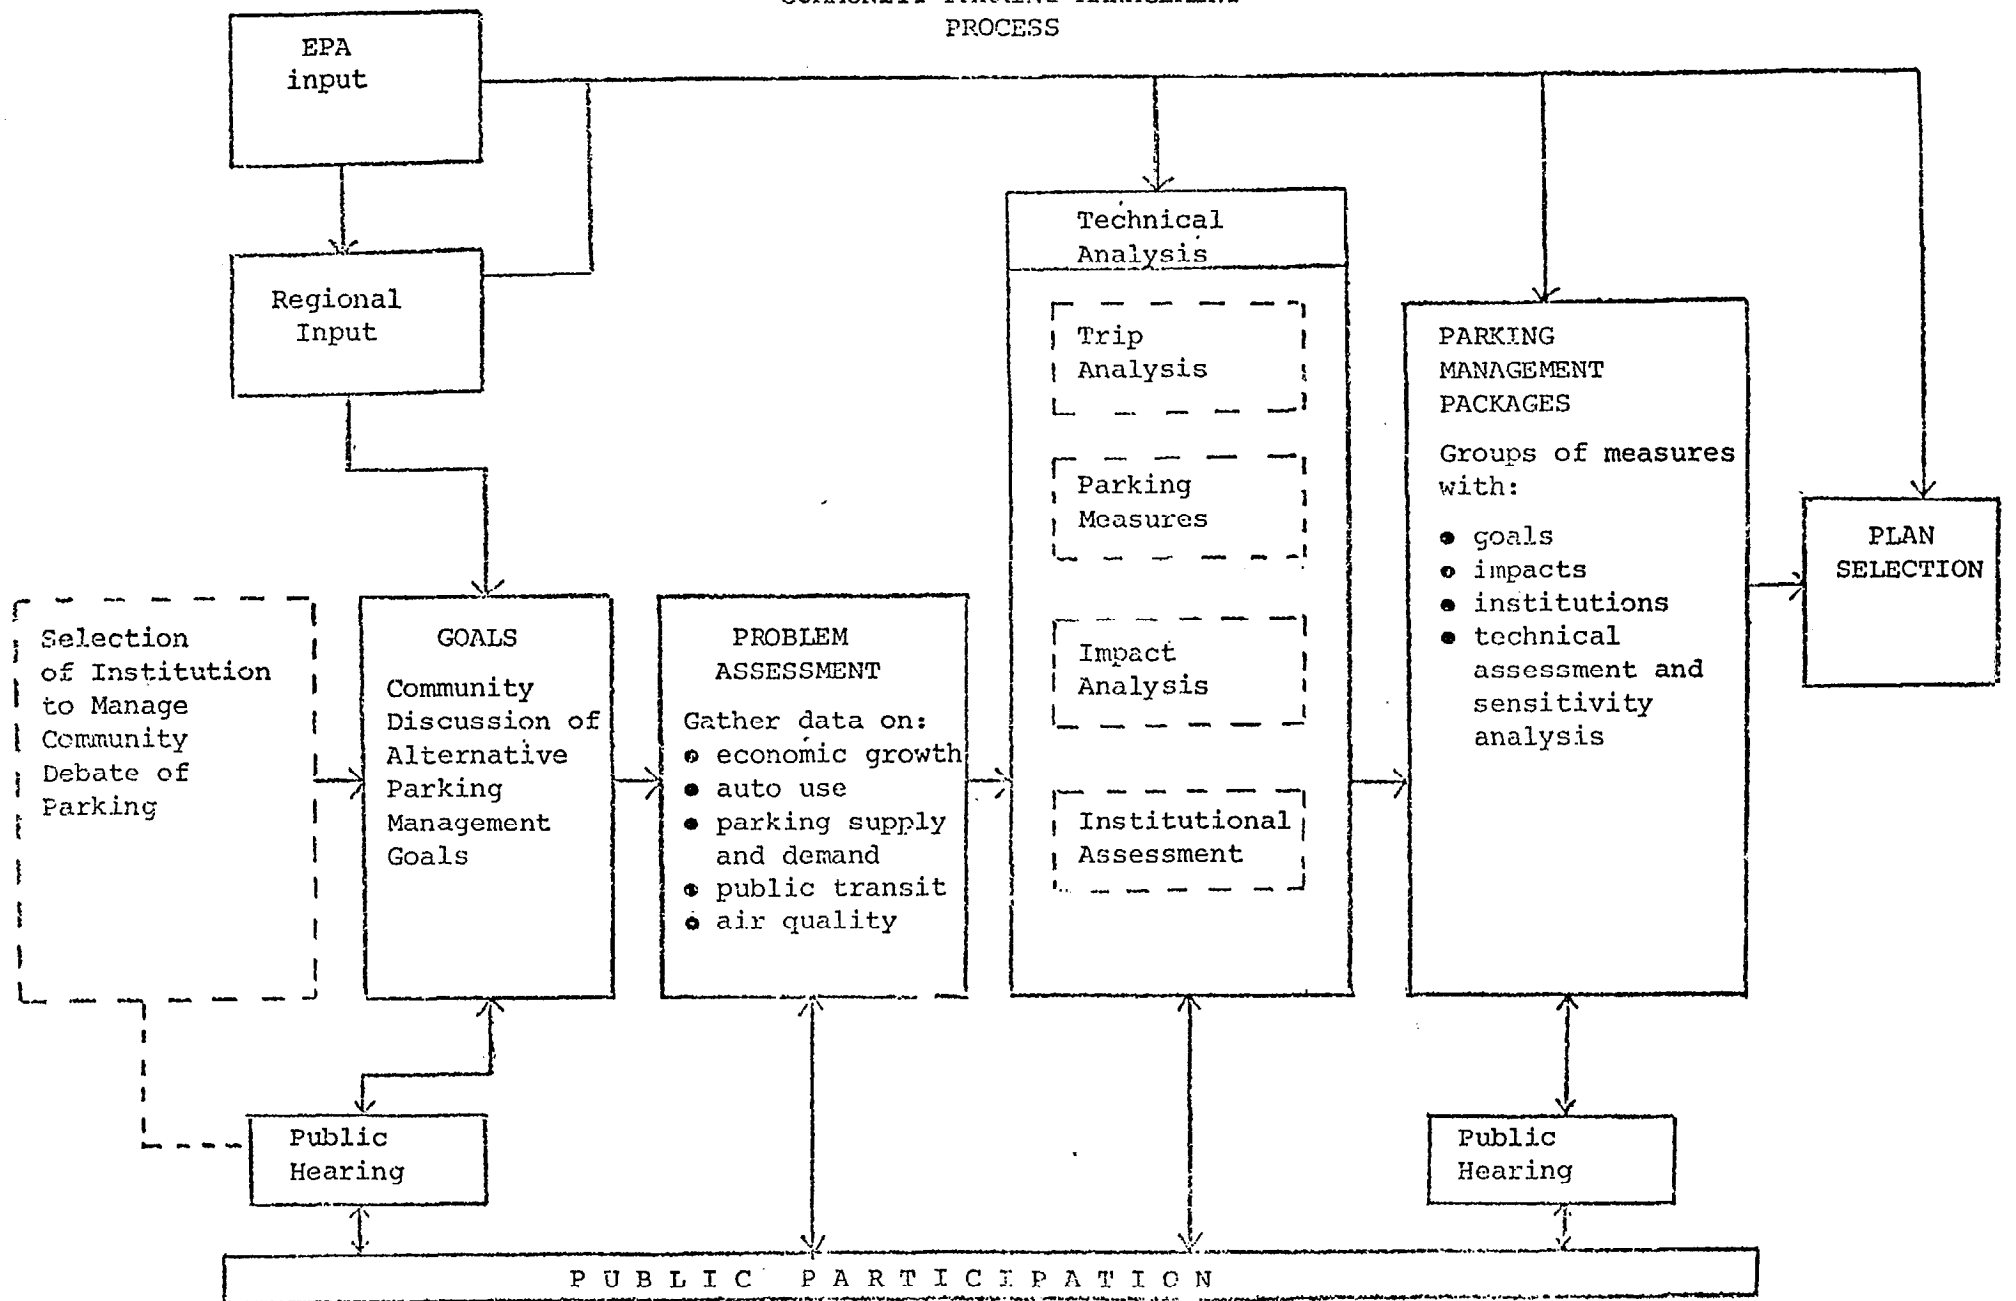 PROCESS
EPA
input
Regional
Input
Technical
Analysis
Trip
Analysis
Parking
Measures
Impact
Analysis
Institutional
Assessment
PARKING
MANAGEMENT
PACKAGES
Groups of measures
with:
• goals
• impacts
• institutions
• technical
assessment and
sensitivity
analysis
PLAN
SELECTION
Selection
of Institution
to Manage
Community
Debate of
Parking
GOALS
Community
Discussion of
Alternative
Parking
Management
Goals
PROBLEM
ASSESSMENT
Gather data on:
• economic growth
• auto use
• parking supply
and demand
• public transit
• air quality
Public
Hearing
Public
Hearing
PUBLIC PARTICIPATION